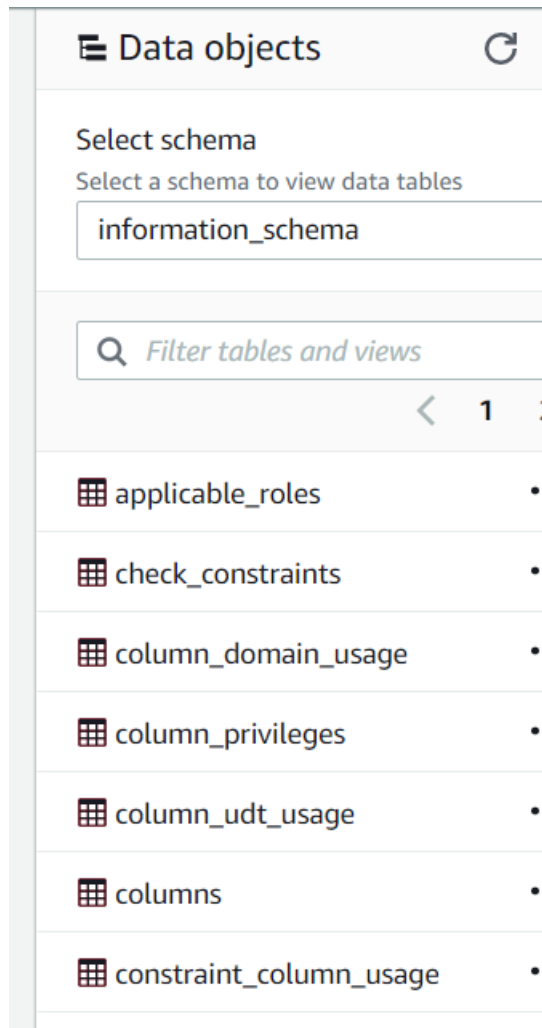 Data objects
Select schema
Select a schema to view data tables
information_schema
Filter tables and views
1
applicable_roles
check_constraints
column_domain_usage
column_privileges
column_udt_usage
columns
constraint_column_usage